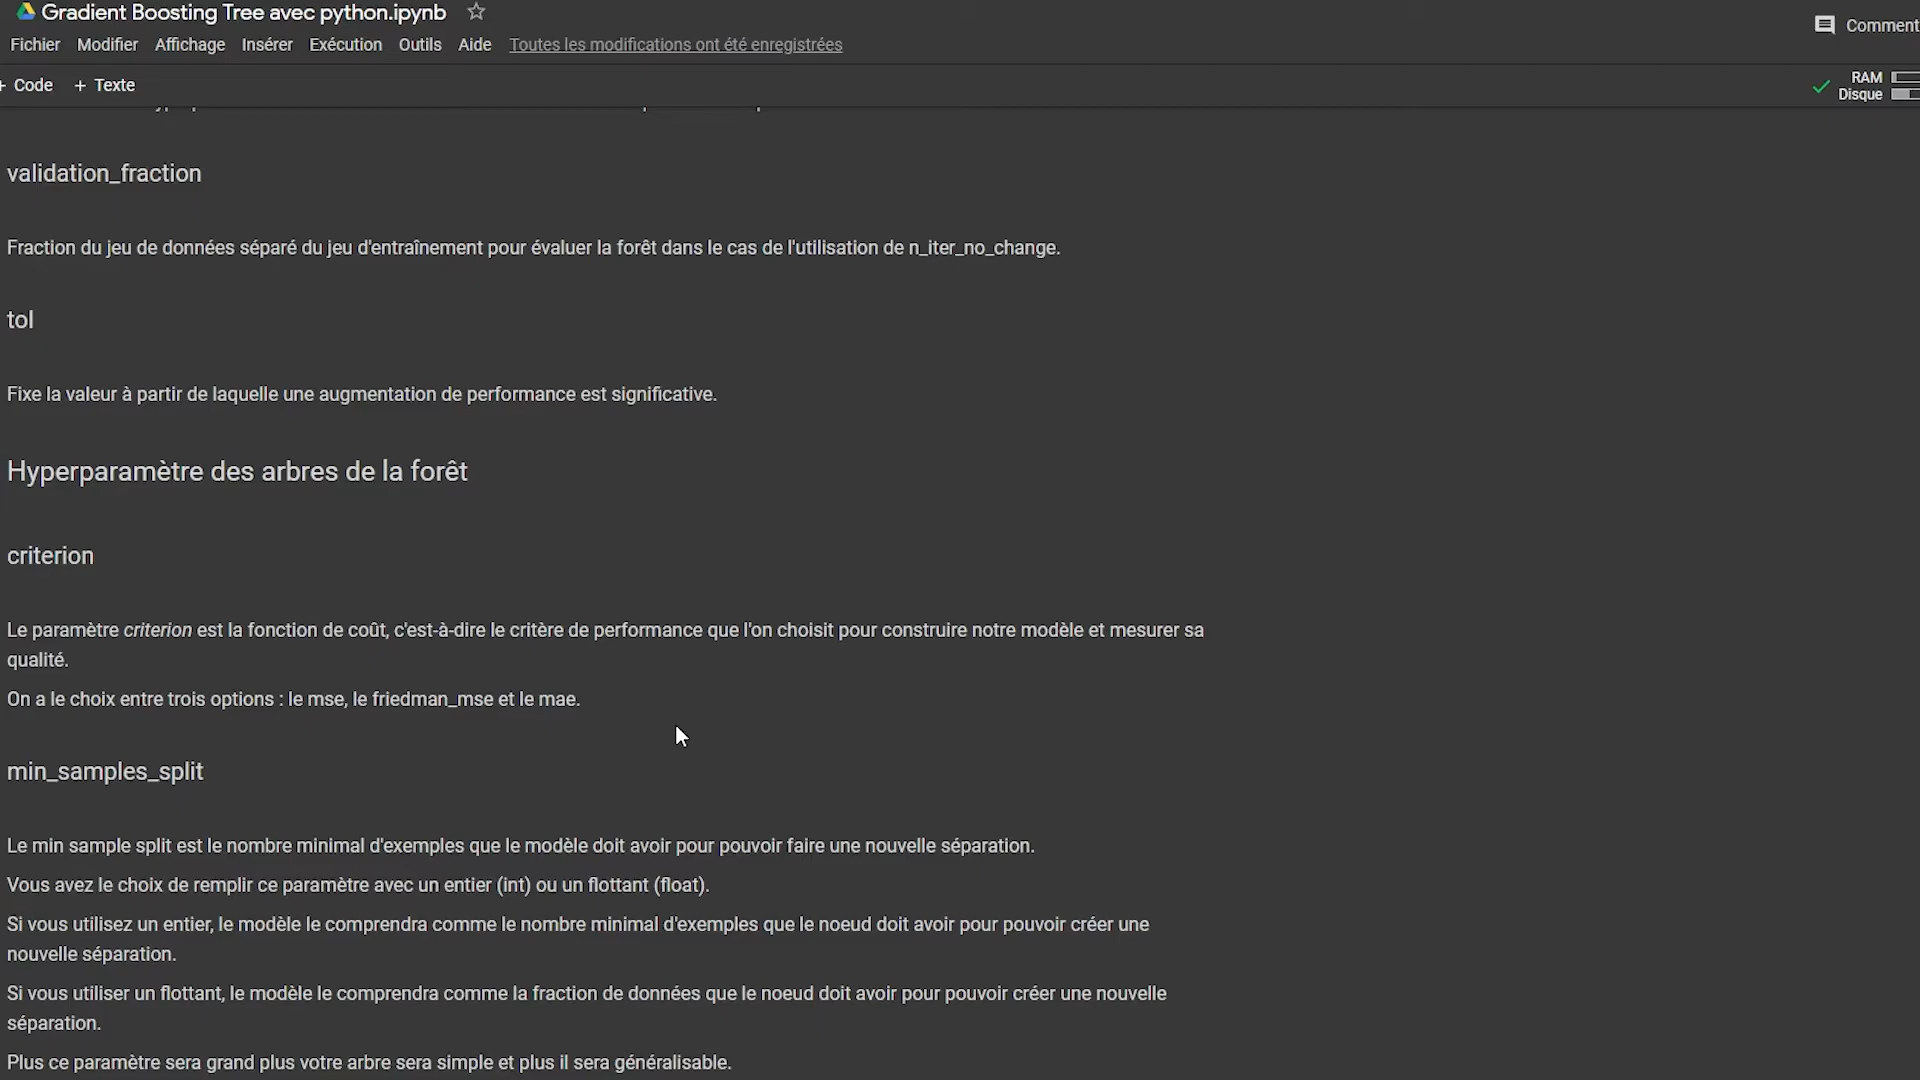 Gradient Boosting Tree avec python.ipynb
Fichier Modifier Affichage Insérer Exécution Outils Aide Toutes les modifications ont été enregistrées
Comment
+ Code + Texte
RAM
Disque
validation_fraction
Fraction du jeu de données séparé du jeu d'entraînement pour évaluer la forêt dans le cas de l'utilisation de n_iter_no_change.
tol
Fixe la valeur à partir de laquelle une augmentation de performance est significative.
Hyperparamètre des arbres de la forêt
criterion
Le paramètre criterion est la fonction de coût, c'est-à-dire le critère de performance que l'on choisit pour construire notre modèle et mesurer sa
qualité.
On a le choix entre trois options : le mse, le friedman_mse et le mae.
min_samples_split
Le min sample split est le nombre minimal d'exemples que le modèle doit avoir pour pouvoir faire une nouvelle séparation.
Vous avez le choix de remplir ce paramètre avec un entier (int) ou un flottant (float).
Si vous utilisez un entier, le modèle le comprendra comme le nombre minimal d'exemples que le noeud doit avoir pour pouvoir créer une
nouvelle séparation.
Si vous utiliser un flottant, le modèle le comprendra comme la fraction de données que le noeud doit avoir pour pouvoir créer une nouvelle
séparation.
Plus ce paramètre sera grand plus votre arbre sera simple et plus il sera généralisable.